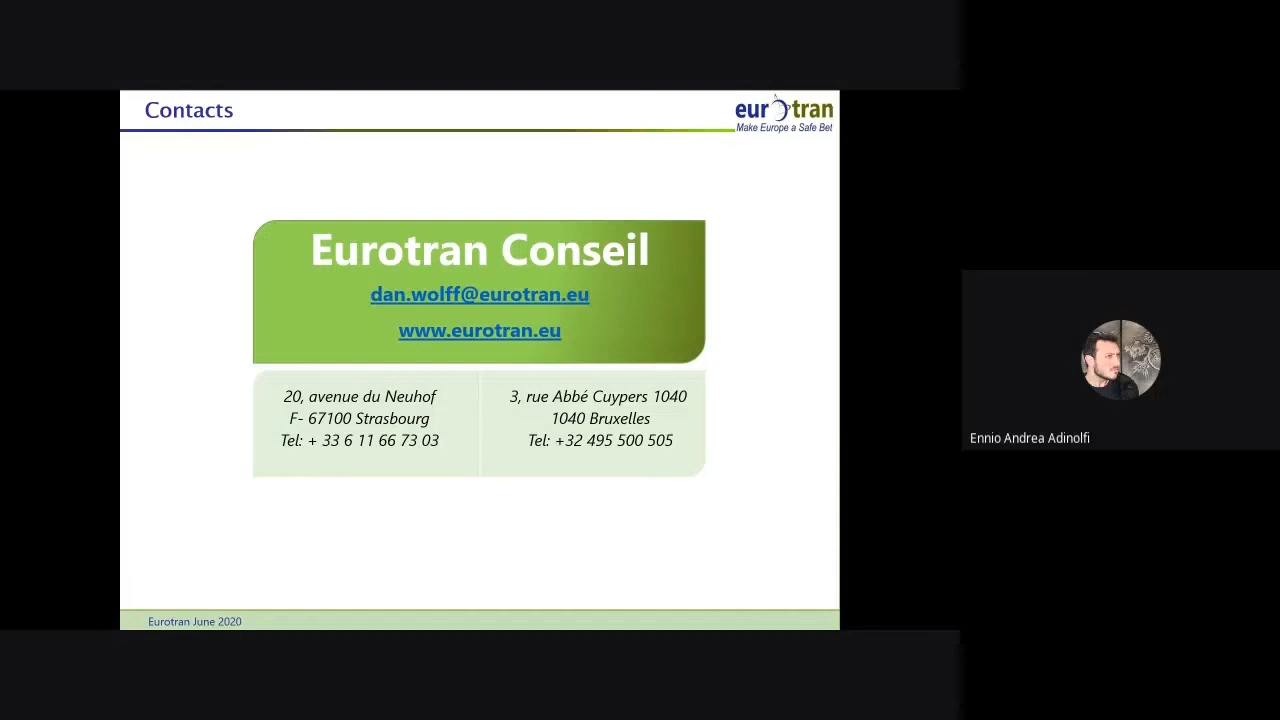 Contacts
eurotran
Make Europe a Safe Bet
Eurotran Conseil
dan.wolff@eurotran.eu
www.eurotran.eu
20, avenue du Neuhof
F- 67100 Strasbourg
Tel: + 33 6 11 66 73 03
3, rue Abbé Cuypers 1040
1040 Bruxelles
Tel: +32 495 500 505
Ennio Andrea Adinolfi
Eurotran June 2020